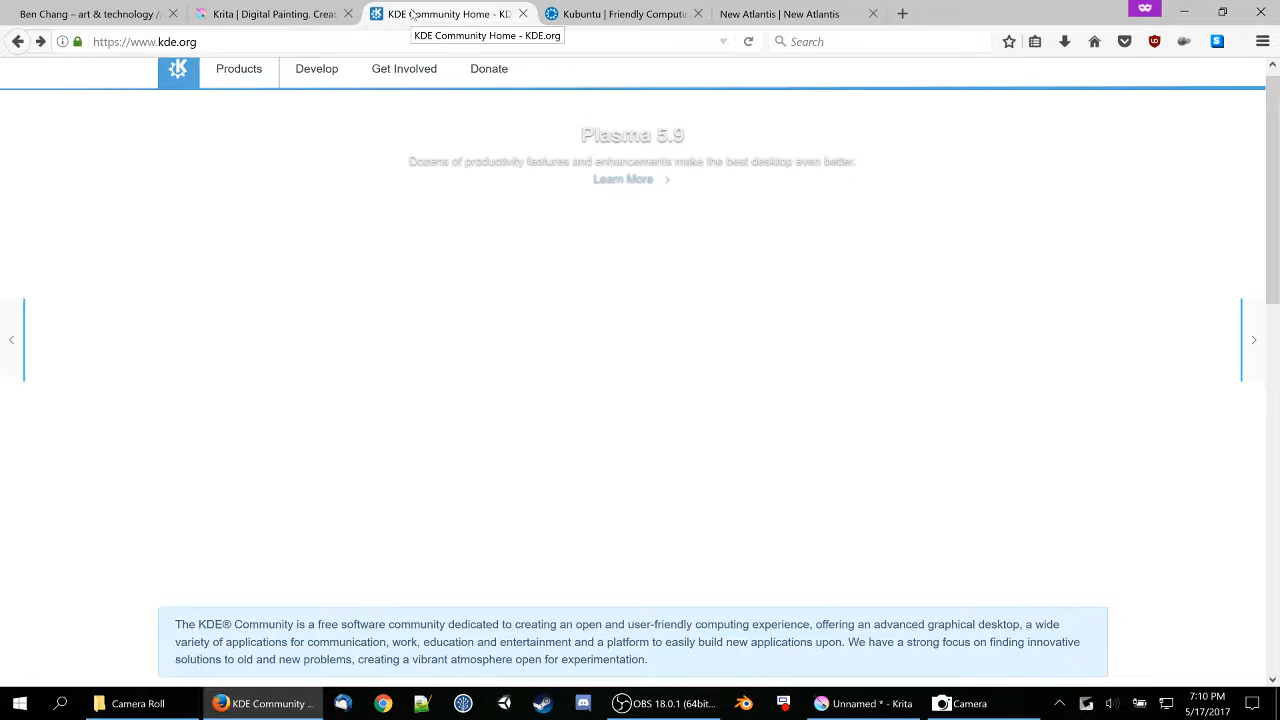 Ben Chang – art & technology /
Krita Digital Painting. Creat
KDE Community Home - KD
Kubuntu | Friendly Computin
New Atlantis | New Atlantis
https://www.kde.org
KDE Community Home - KDE.org
Search
Products
Develop
Get Involved
Donate
Plasma 5.9
Dozens of productivity features and enhancements make the best desktop even better.
Learn More
The KDE® Community is a free software community dedicated to creating an open and user-friendly computing experience, offering an advanced graphical desktop, a wide
variety of applications for communication, work, education and entertainment and a platform to easily build new applications upon. We have a strong focus on finding innovative
solutions to old and new problems, creating a vibrant atmosphere open for experimentation.
Camera Roll
KDE Community ...
OBS 18.0.1 (64bit...
Unnamed * - Krita
Camera
7:10 PM
5/17/2017